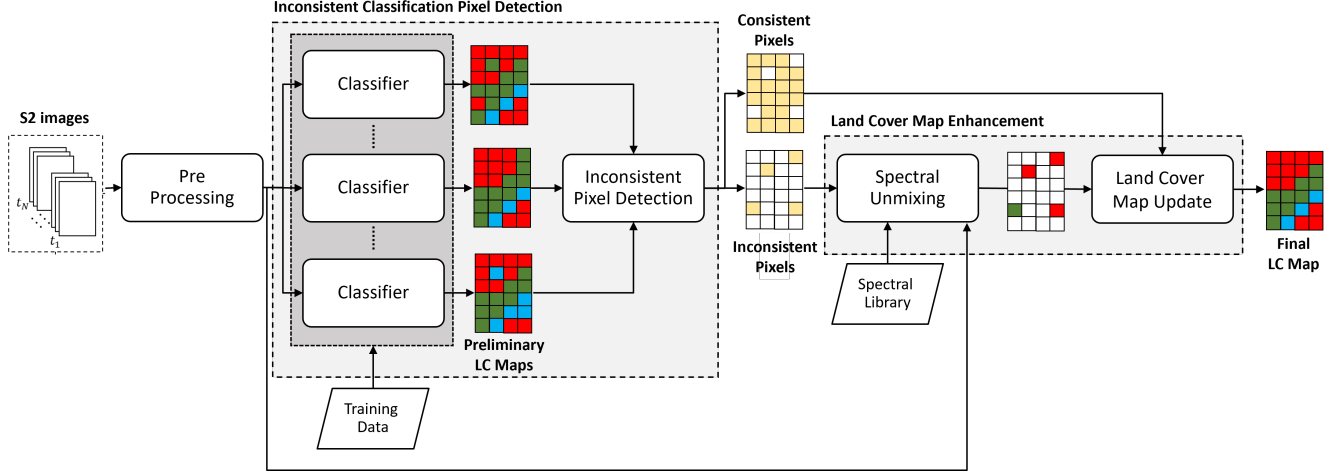 Inconsistent Classification Pixel Detection
S2 images
t_N
t_1
Pre
Processing
Classifier
Classifier
Classifier
Training
Data
Preliminary
LC Maps
Inconsistent
Pixel Detection
Consistent
Pixels
Inconsistent
Pixels
Land Cover Map Enhancement
Spectral
Unmixing
Spectral
Library
Land Cover
Map Update
Final
LC Map